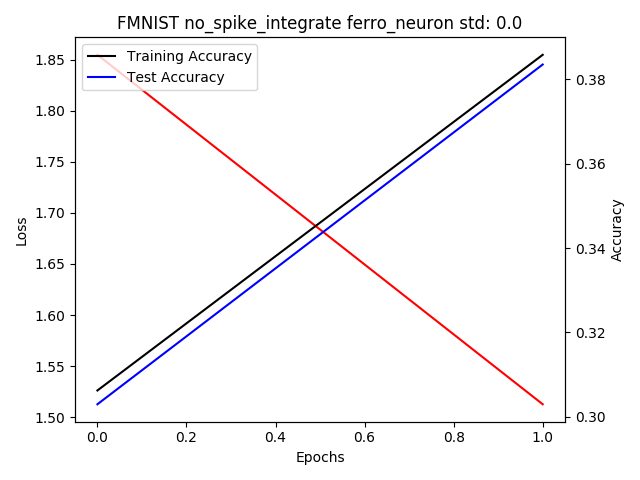 FMNIST no_spike_integrate ferro_neuron std: 0.0
Training Accuracy
Test Accuracy
1.85
1.80
1.75
1.70
1.65
1.60
1.55
1.50
Loss
0.38
0.36
0.34
0.32
0.30
Accuracy
0.0 0.2 0.4 0.6 0.8 1.0
Epochs